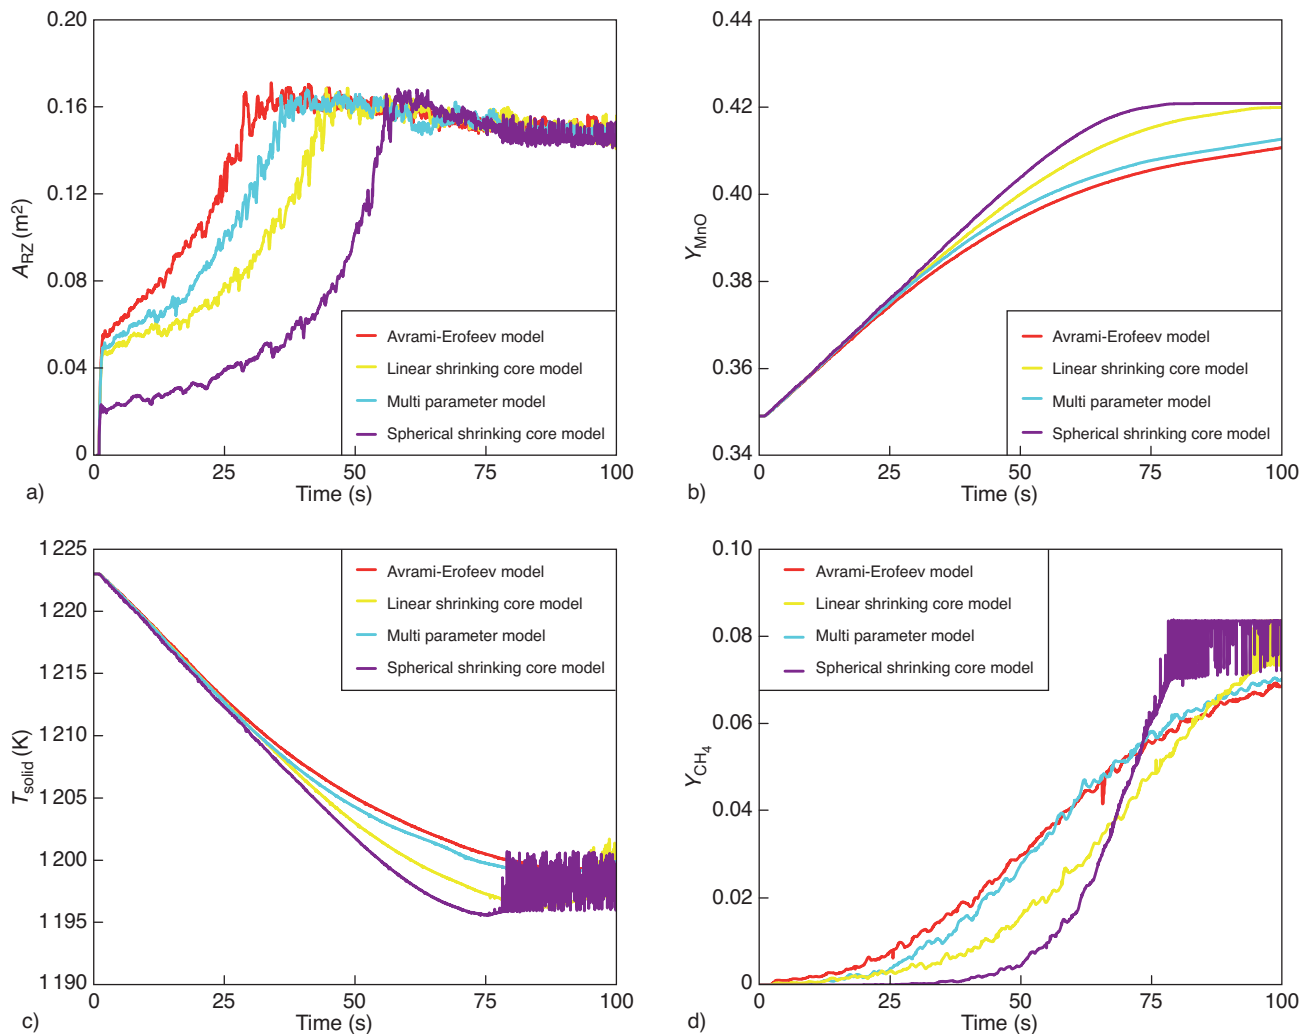 0.20
0.16
0.12
0.08
0.04
0
A_RZ (m²)
Avrami-Erofeev model
Linear shrinking core model
Multi parameter model
Spherical shrinking core model
0 25 50 75 100
a) Time (s)
0.44
0.42
0.40
0.38
0.36
0.34
Y_MnO
Avrami-Erofeev model
Linear shrinking core model
Multi parameter model
Spherical shrinking core model
0 25 50 75 100
b) Time (s)
1 225
1 220
1 215
1 210
1 205
1 200
1 195
1 190
T_solid (K)
Avrami-Erofeev model
Linear shrinking core model
Multi parameter model
Spherical shrinking core model
0 25 50 75 100
c) Time (s)
0.10
0.08
0.06
0.04
0.02
0
Y_CH₄
Avrami-Erofeev model
Linear shrinking core model
Multi parameter model
Spherical shrinking core model
0 25 50 75 100
d) Time (s)